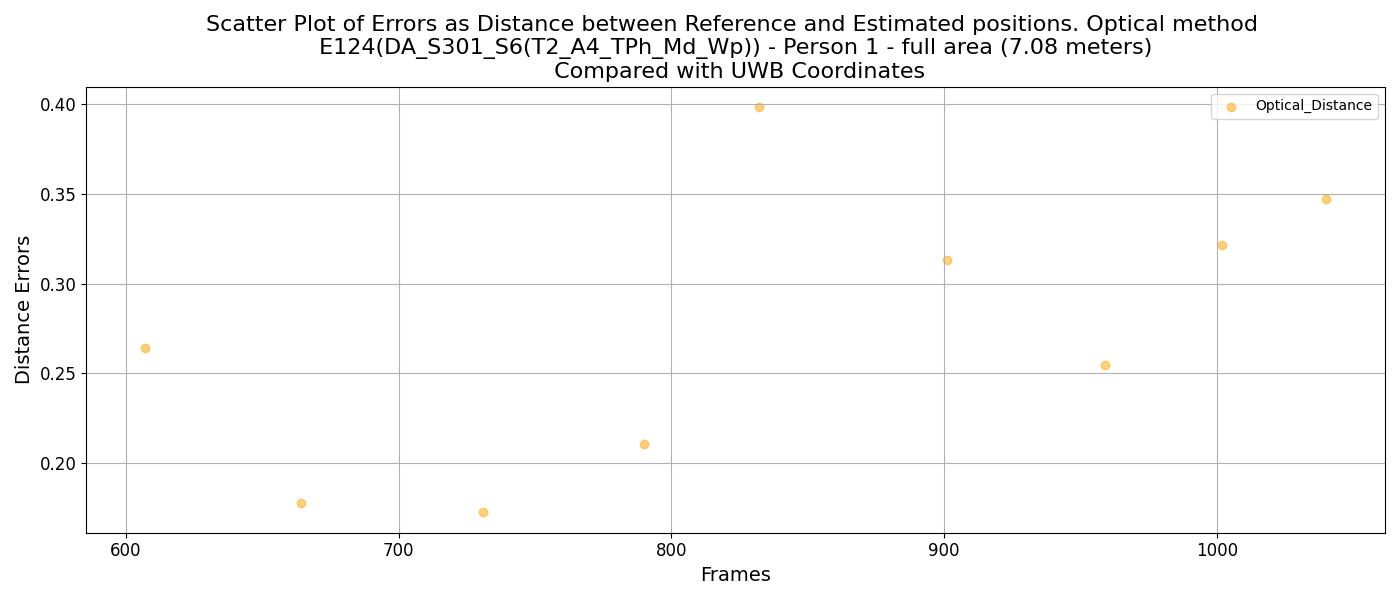 Scatter Plot of Errors as Distance between Reference and Estimated positions. Optical method
E124(DA_S301_S6(T2_A4_TPh_Md_Wp)) - Person 1 - full area (7.08 meters)
Compared with UWB Coordinates
Optical_Distance
Distance Errors
0.40
0.35
0.30
0.25
0.20
600 700 800 900 1000
Frames